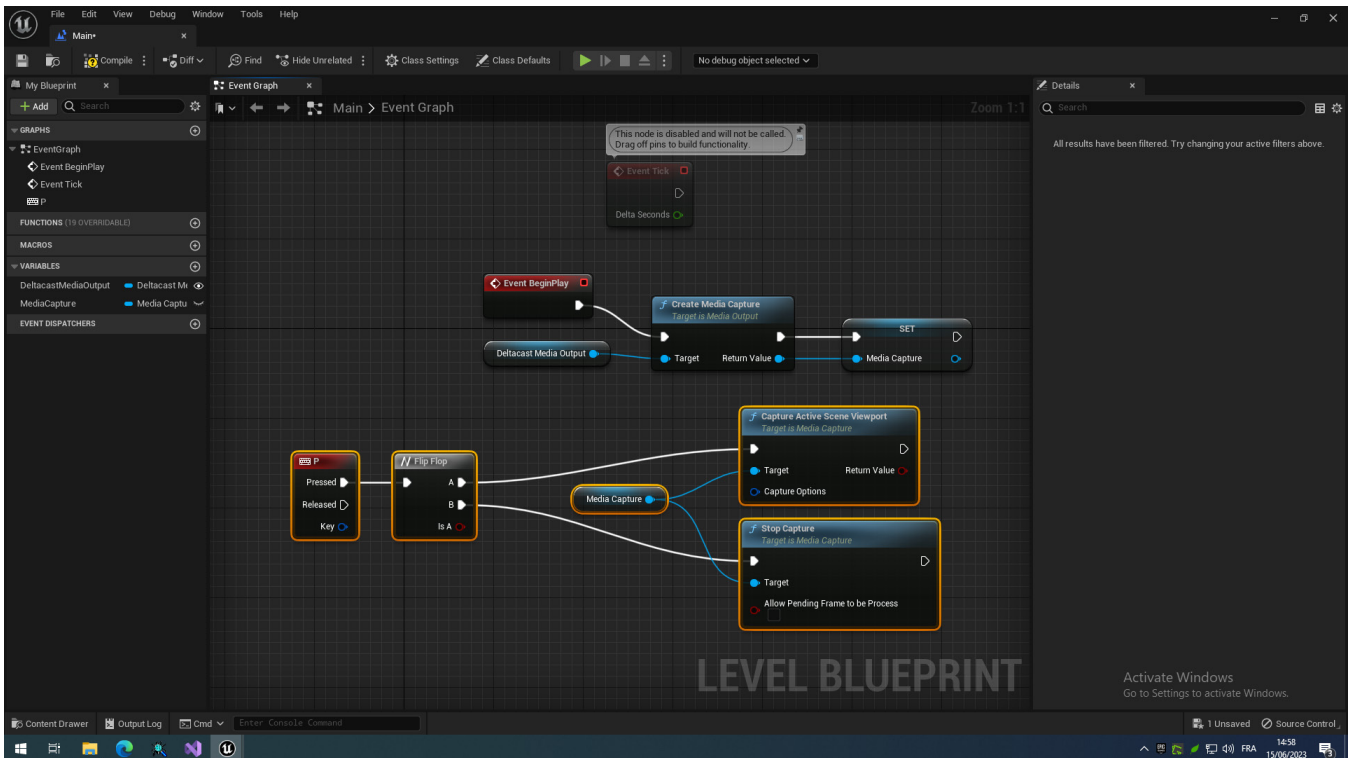 File Edit View Debug Window Tools Help
Main•
Compile
Diff
Find
Hide Unrelated
Class Settings
Class Defaults
No debug object selected
My Blueprint
Event Graph
Details
Add
Search
Main > Event Graph
Zoom 1:1
Search
GRAPHS
EventGraph
Event BeginPlay
Event Tick
P
FUNCTIONS (19 OVERRIDABLE)
MACROS
VARIABLES
DeltacastMediaOutput Deltacast Me
MediaCapture Media Captu
EVENT DISPATCHERS
This node is disabled and will not be called.
Drag off pins to build functionality.
Event Tick
Delta Seconds
Event BeginPlay
Deltacast Media Output
Create Media Capture
Target is Media Output
Target Return Value
SET
Media Capture
P
Pressed
Released
Key
Flip Flop
A
B
Is A
Media Capture
Capture Active Scene Viewport
Target is Media Capture
Target Return Value
Capture Options
Stop Capture
Target is Media Capture
Target
Allow Pending Frame to be Process
LEVEL BLUEPRINT
All results have been filtered. Try changing your active filters above.
Activate Windows
Go to Settings to activate Windows.
Content Drawer
Output Log
Cmd
Enter Console Command
1 Unsaved
Source Control
FRA
14:58
15/06/2023